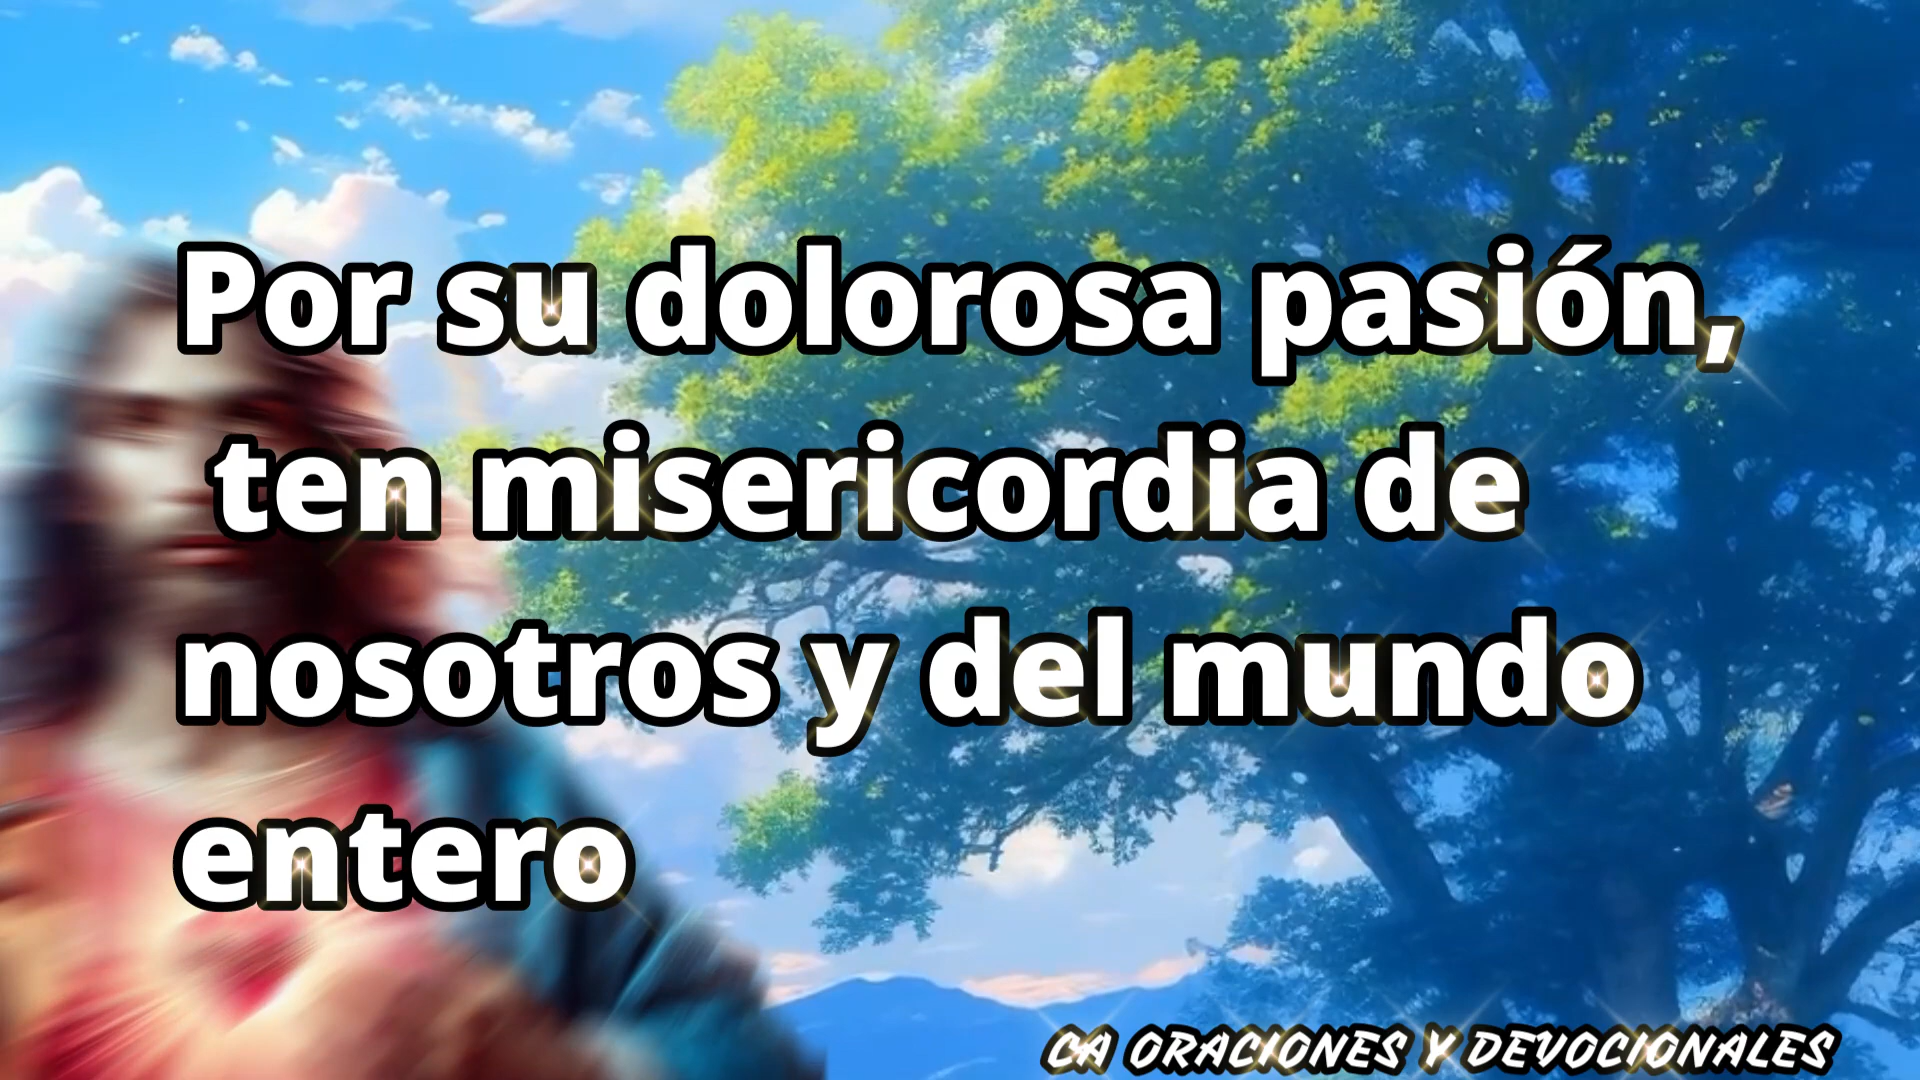 Por su dolorosa pasión,
ten misericordia de
nosotros y del mundo
entero
CA ORACIONES Y DEVOCIONALES